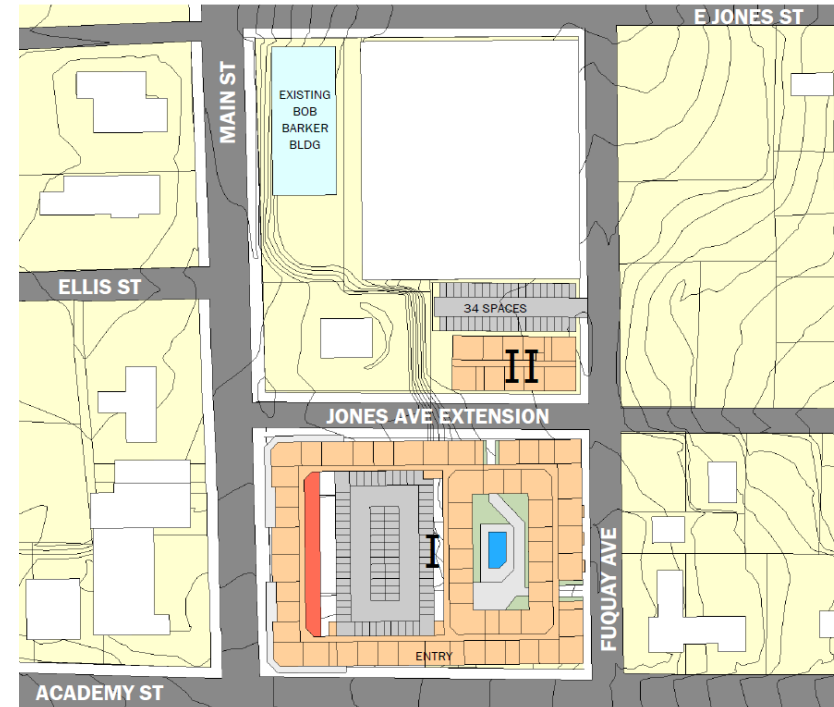 E JONES ST
MAIN ST
EXISTING
BOB
BARKER
BLDG
ELLIS ST
34 SPACES
II
JONES AVE EXTENSION
I
FUQUAY AVE
ENTRY
ACADEMY ST